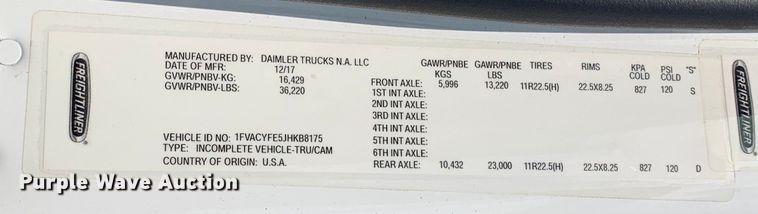 FREIGHTLINER
MANUFACTURED BY: DAIMLER TRUCKS N.A. LLC
DATE OF MFR: 12/17
GVWR/PNBV-KG: 16,429
GVWR/PNBV-LBS: 36,220
VEHICLE ID NO: 1FVACYFE5JHKB8175
TYPE: INCOMPLETE VEHICLE-TRU/CAM
COUNTRY OF ORIGIN: U.S.A.
GAWR/PNBE GAWR/PNBE TIRES RIMS KPA PSI "S"
KGS LBS COLD COLD
FRONT AXLE: 5,996 13,220 11R22.5(H) 22.5X8.25 827 120 S
1ST INT AXLE:
2ND INT AXLE:
3RD INT AXLE:
4TH INT AXLE:
5TH INT AXLE:
6TH INT AXLE:
REAR AXLE: 10,432 23,000 11R22.5(H) 22.5X8.25 827 120 D
FREIGHTLINER
Purple Wave Auction